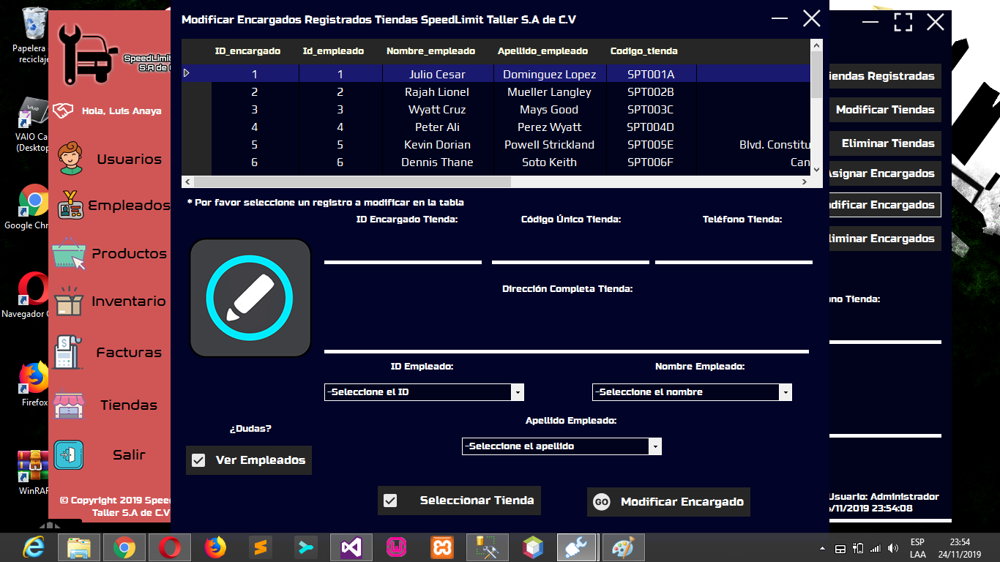 Papelera
reciclaje
VAIO Ca
(Desktop
Google Chr
Navegador
Firefox
WinRAR
SpeedLimit
S.A de
Hola, Luis Anaya
Usuarios
Empleados
Productos
Inventario
Facturas
Tiendas
Salir
© Copyright 2019 Spee
Taller S.A de C.V
Modificar Encargados Registrados Tiendas SpeedLimit Taller S.A de C.V
ID_encargado Id_empleado Nombre_empleado Apellido_empleado Codigo_tienda
1 1 Julio Cesar Dominguez Lopez SPT001A
2 2 Rajah Lionel Mueller Langley SPT002B
3 3 Wyatt Cruz Mays Good SPT003C
4 4 Peter Ali Perez Wyatt SPT004D
5 5 Kevin Dorian Powell Strickland SPT005E Blvd. Constitu
6 6 Dennis Thane Soto Keith SPT006F Can
* Por favor seleccione un registro a modificar en la tabla
ID Encargado Tienda: Código Único Tienda: Teléfono Tienda:
Dirección Completa Tienda:
ID Empleado: Nombre Empleado:
-Seleccione el ID -Seleccione el nombre
Apellido Empleado:
-Seleccione el apellido
¿Dudas?
Ver Empleados
Seleccionar Tienda
GO Modificar Encargado
iendas Registradas
Modificar Tiendas
Eliminar Tiendas
Asignar Encargados
dificar Encargados
liminar Encargados
no Tienda:
Usuario: Administrador
/11/2019 23:54:08
ESP
LAA
23:54
24/11/2019